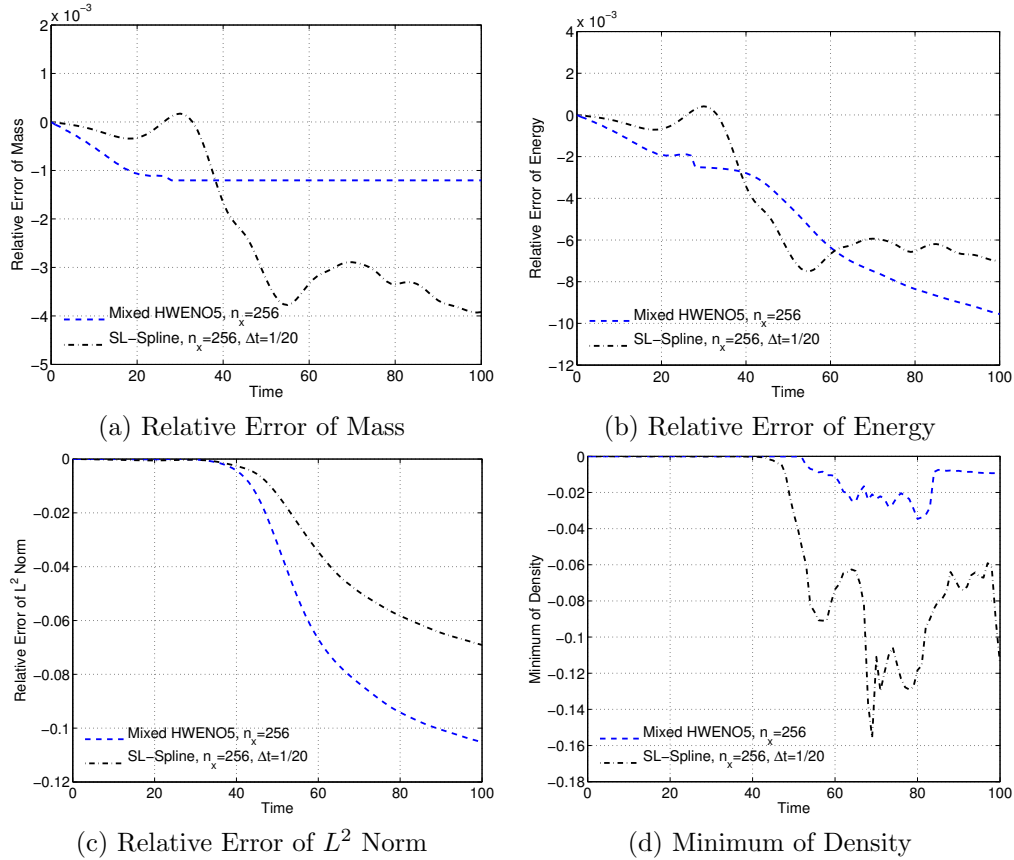 x 10⁻³
2
1
0
−1
−2
−3
−4
−5
Relative Error of Mass
Mixed HWENO5, n_x=256
SL−Spline, n_x=256, Δt=1/20
0 20 40 60 80 100
Time
(a) Relative Error of Mass
x 10⁻³
4
2
0
−2
−4
−6
−8
−10
−12
Relative Error of Energy
Mixed HWENO5, n_x=256
SL−Spline, n_x=256, Δt=1/20
0 20 40 60 80 100
Time
(b) Relative Error of Energy
0
−0.02
−0.04
−0.06
−0.08
−0.1
−0.12
Relative Error of L² Norm
Mixed HWENO5, n_x=256
SL−Spline, n_x=256, Δt=1/20
0 20 40 60 80 100
Time
(c) Relative Error of L² Norm
0
−0.02
−0.04
−0.06
−0.08
−0.1
−0.12
−0.14
−0.16
−0.18
Minimum of Density
Mixed HWENO5, n_x=256
SL−Spline, n_x=256, Δt=1/20
0 20 40 60 80 100
Time
(d) Minimum of Density